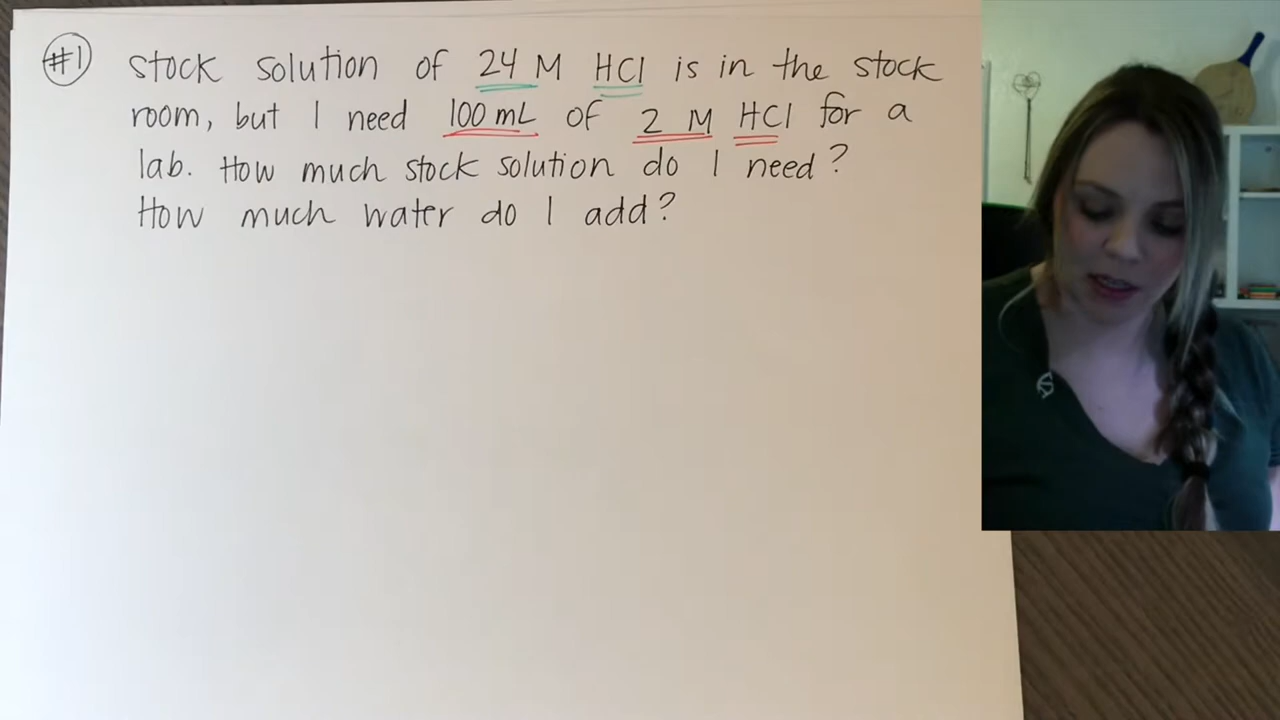 #1 Stock solution of 24 M HCl is in the stock
room, but I need 100 mL of 2 M HCl for a
lab. How much stock solution do I need?
How much water do I add?